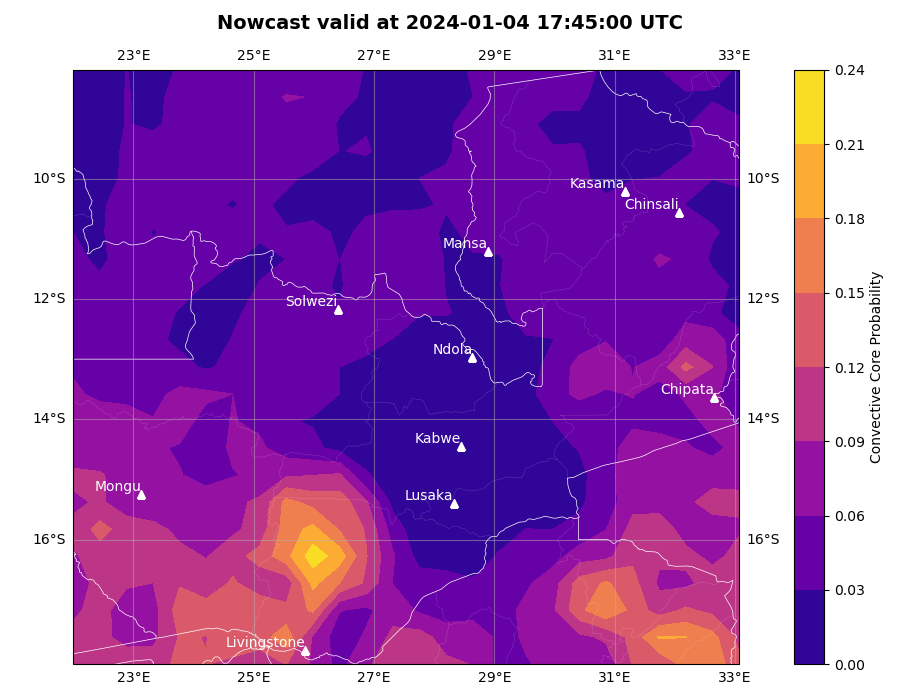 Nowcast valid at 2024-01-04 17:45:00 UTC
23°E 25°E 27°E 29°E 31°E 33°E
0.24
0.21
10°S Kasama 10°S
Chinsali
0.18
Mansa
12°S 12°S
Solwezi
0.15
Ndola
0.12
Chipata
14°S 14°S
Kabwe
0.09
Mongu
Lusaka
0.06
16°S 16°S
0.03
Livingstone
0.00
23°E 25°E 27°E 29°E 31°E 33°E
Convective Core Probability